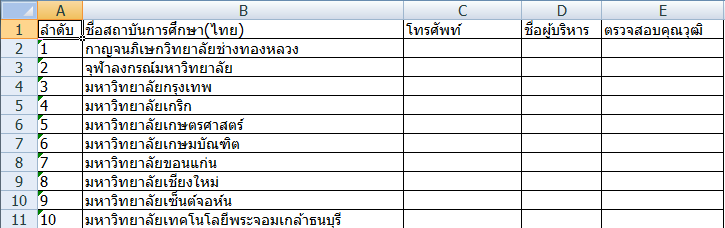 A B C D E
1 ลำดับ ชื่อสถาบันการศึกษา(ไทย) โทรศัพท์ ชื่อผู้บริหาร ตรวจสอบคุณวุฒิ
2 1 กาญจนภิเษกวิทยาลัยช่างทองหลวง
3 2 จุฬาลงกรณ์มหาวิทยาลัย
4 3 มหาวิทยาลัยกรุงเทพ
5 4 มหาวิทยาลัยเกริก
6 5 มหาวิทยาลัยเกษตรศาสตร์
7 6 มหาวิทยาลัยเกษมบัณฑิต
8 7 มหาวิทยาลัยขอนแก่น
9 8 มหาวิทยาลัยเชียงใหม่
10 9 มหาวิทยาลัยเซ็นต์จอห์น
11 10 มหาวิทยาลัยเทคโนโลยีพระจอมเกล้าธนบุรี